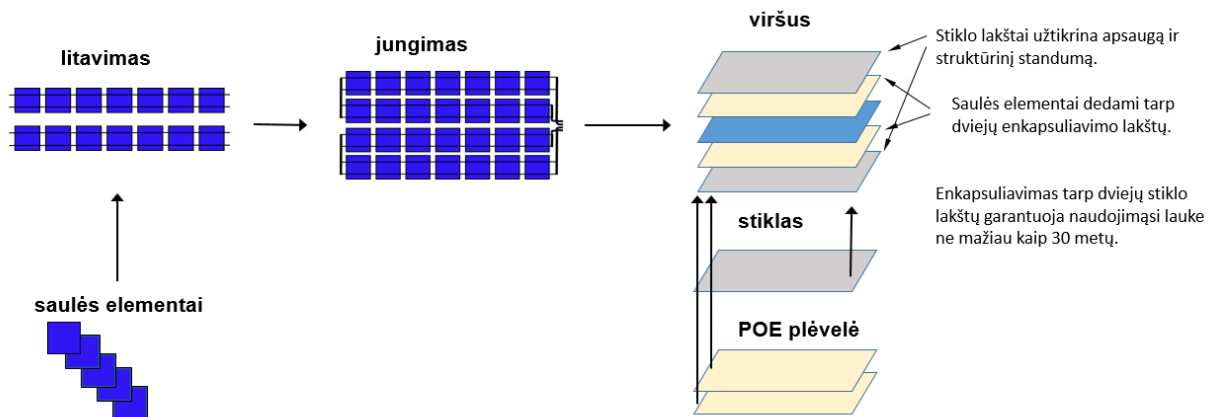 litavimas
jungimas
viršus
Stiklo lakštai užtikrina apsaugą ir
struktūrinį standumą.
Saulės elementai dedami tarp
dviejų enkapsuliavimo lakštų.
Enkapsuliavimas tarp dviejų stiklo
lakštų garantuoja naudojimąsi lauke
ne mažiau kaip 30 metų.
stiklas
saulės elementai
POE plėvelė